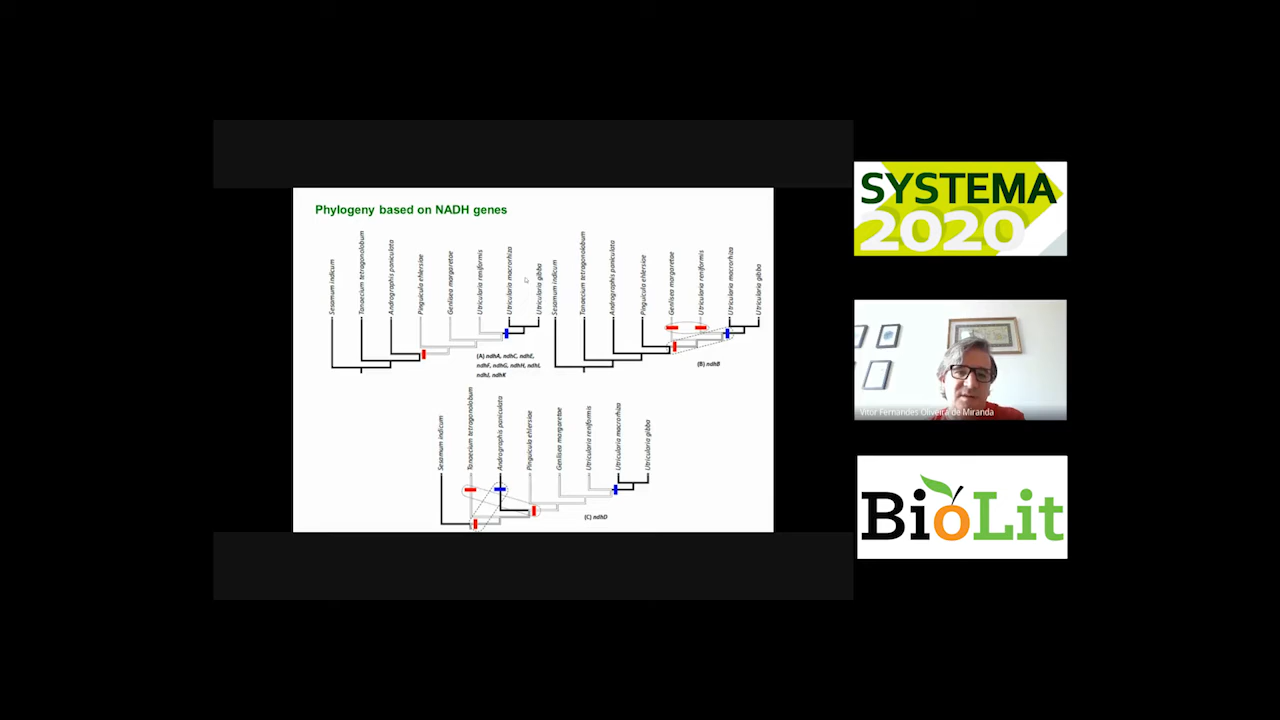 Phylogeny based on NADH genes
Sesamum indicum
Tanaecium tetragonolobum
Andrographis paniculata
Pinguicula ehlersiae
Genlisea margaretae
Utricularia reniformis
Utricularia macrorhiza
Utricularia gibba
(A) ndhA, ndhC, ndhE,
ndhF, ndhG, ndhH, ndhI,
ndhJ, ndhK
Sesamum indicum
Tanaecium tetragonolobum
Andrographis paniculata
Pinguicula ehlersiae
Genlisea margaretae
Utricularia reniformis
Utricularia macrorhiza
Utricularia gibba
(B) ndhB
Sesamum indicum
Tanaecium tetragonolobum
Andrographis paniculata
Pinguicula ehlersiae
Genlisea margaretae
Utricularia reniformis
Utricularia macrorhiza
Utricularia gibba
(C) ndhD
SYSTEMA
2020
Vitor Fernandes Oliveira de Miranda
BioLit